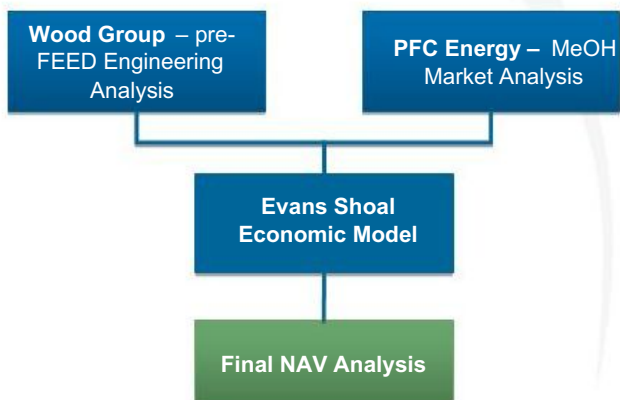 Wood Group – pre-
FEED Engineering
Analysis
PFC Energy – MeOH
Market Analysis
Evans Shoal
Economic Model
Final NAV Analysis